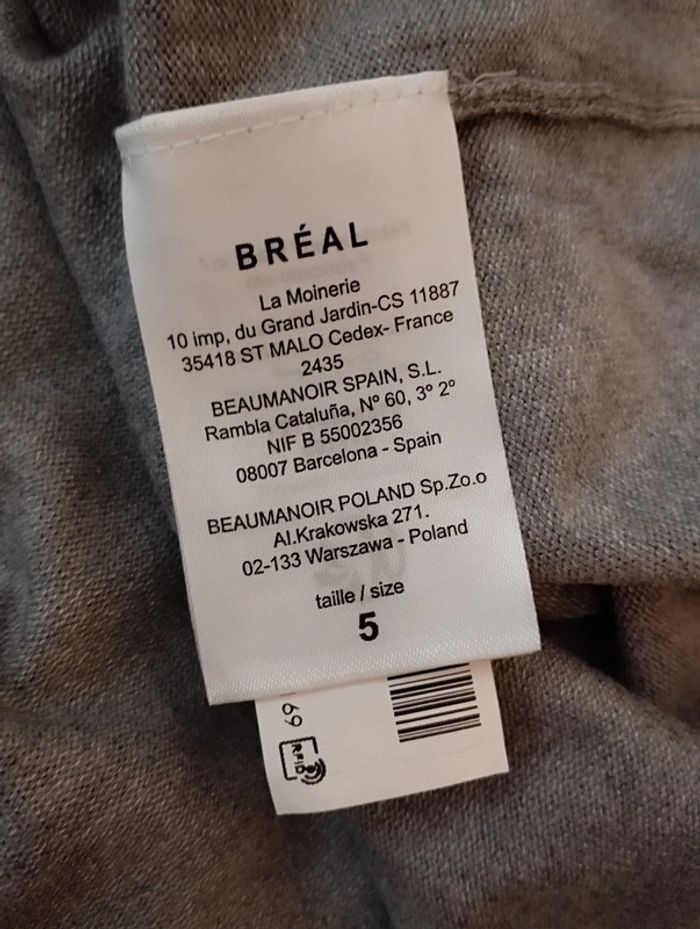 BRÉAL
La Moinerie
10 imp, du Grand Jardin-CS 11887
35418 ST MALO Cedex- France
2435
BEAUMANOIR SPAIN, S.L.
Rambla Cataluña, Nº 60, 3º 2º
NIF B 55002356
08007 Barcelona - Spain
BEAUMANOIR POLAND Sp.Zo.o
Al.Krakowska 271.
02-133 Warszawa - Poland
taille / size
5
69
RFID